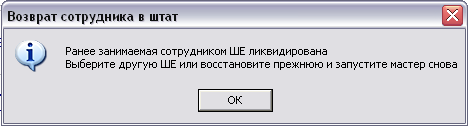 Возврат сотрудника в штат
Ранее занимаемая сотрудником ШЕ ликвидирована
Выберите другую ШЕ или восстановите прежнюю и запустите мастер снова
OK